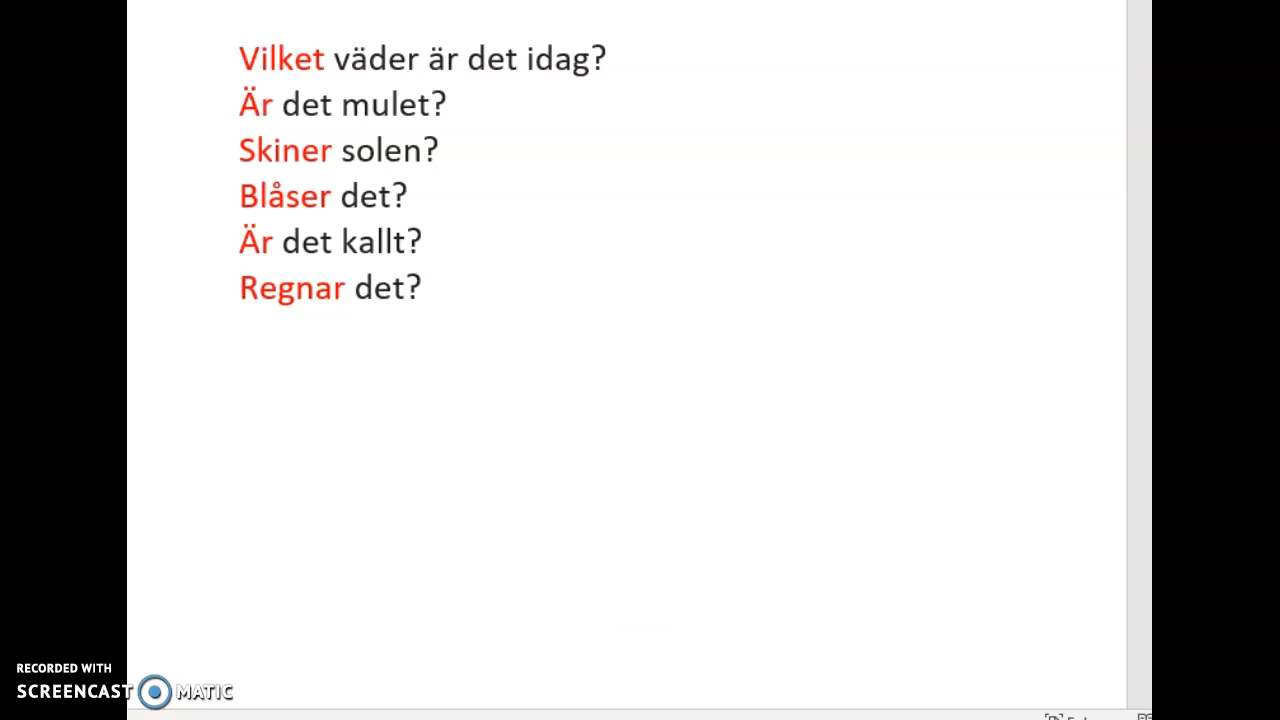 Vilket väder är det idag?
Är det mulet?
Skiner solen?
Blåser det?
Är det kallt?
Regnar det?
RECORDED WITH
SCREENCAST MATIC